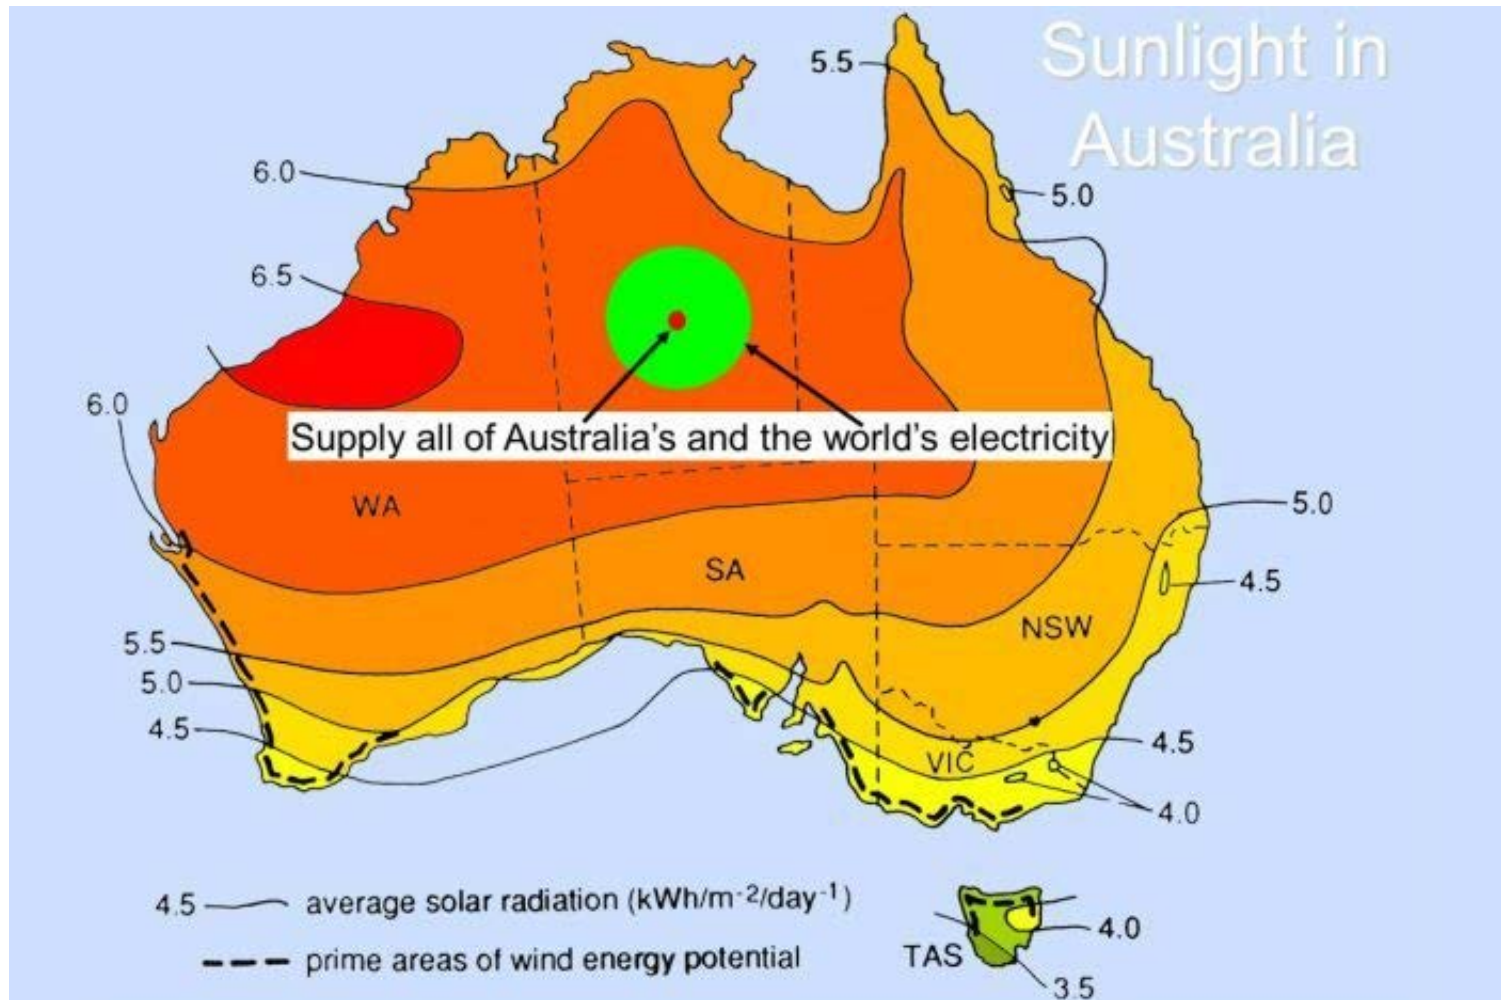 Sunlight in
Australia
5.5
6.0
5.0
6.5
6.0
Supply all of Australia's and the world's electricity
WA
5.0
SA
4.5
NSW
5.5
5.0
4.5
4.5
VIC
4.0
4.5 average solar radiation (kWh/m-2/day-1)
4.0
TAS
prime areas of wind energy potential
3.5